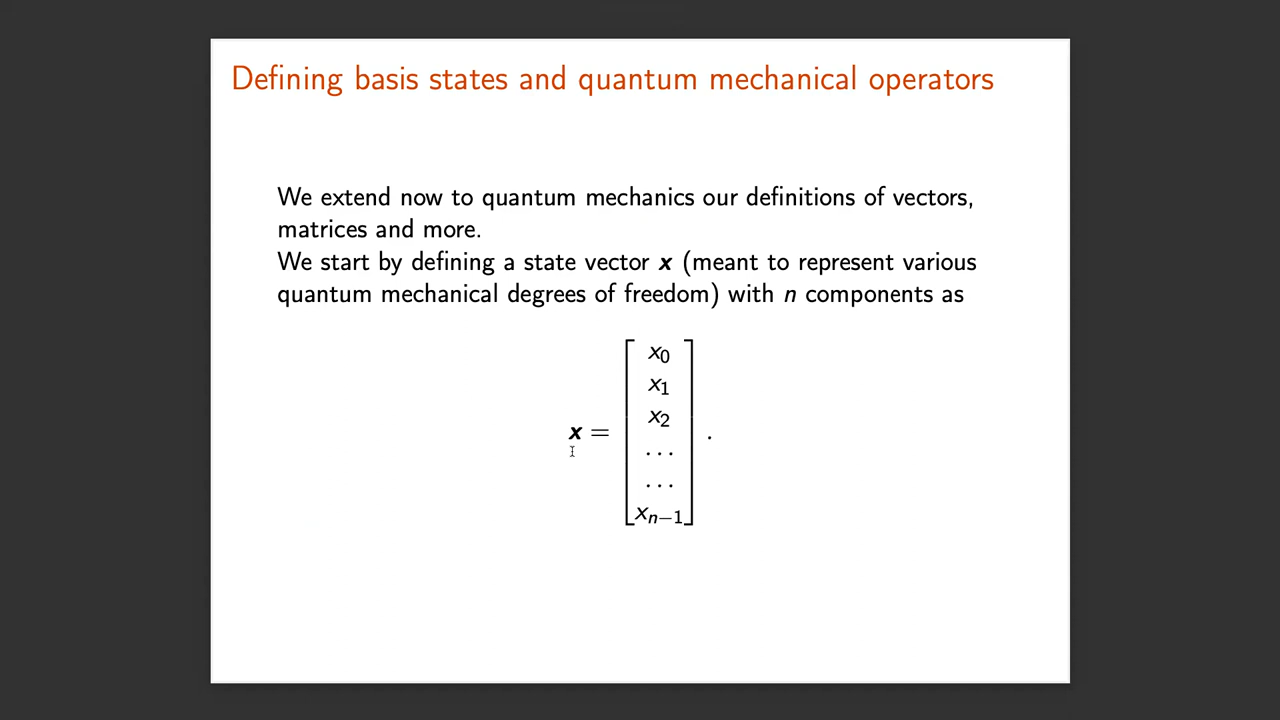 Defining basis states and quantum mechanical operators
We extend now to quantum mechanics our definitions of vectors,
matrices and more.
We start by defining a state vector x (meant to represent various
quantum mechanical degrees of freedom) with n components as
x0
x1
x2
x = .
...
...
xn−1